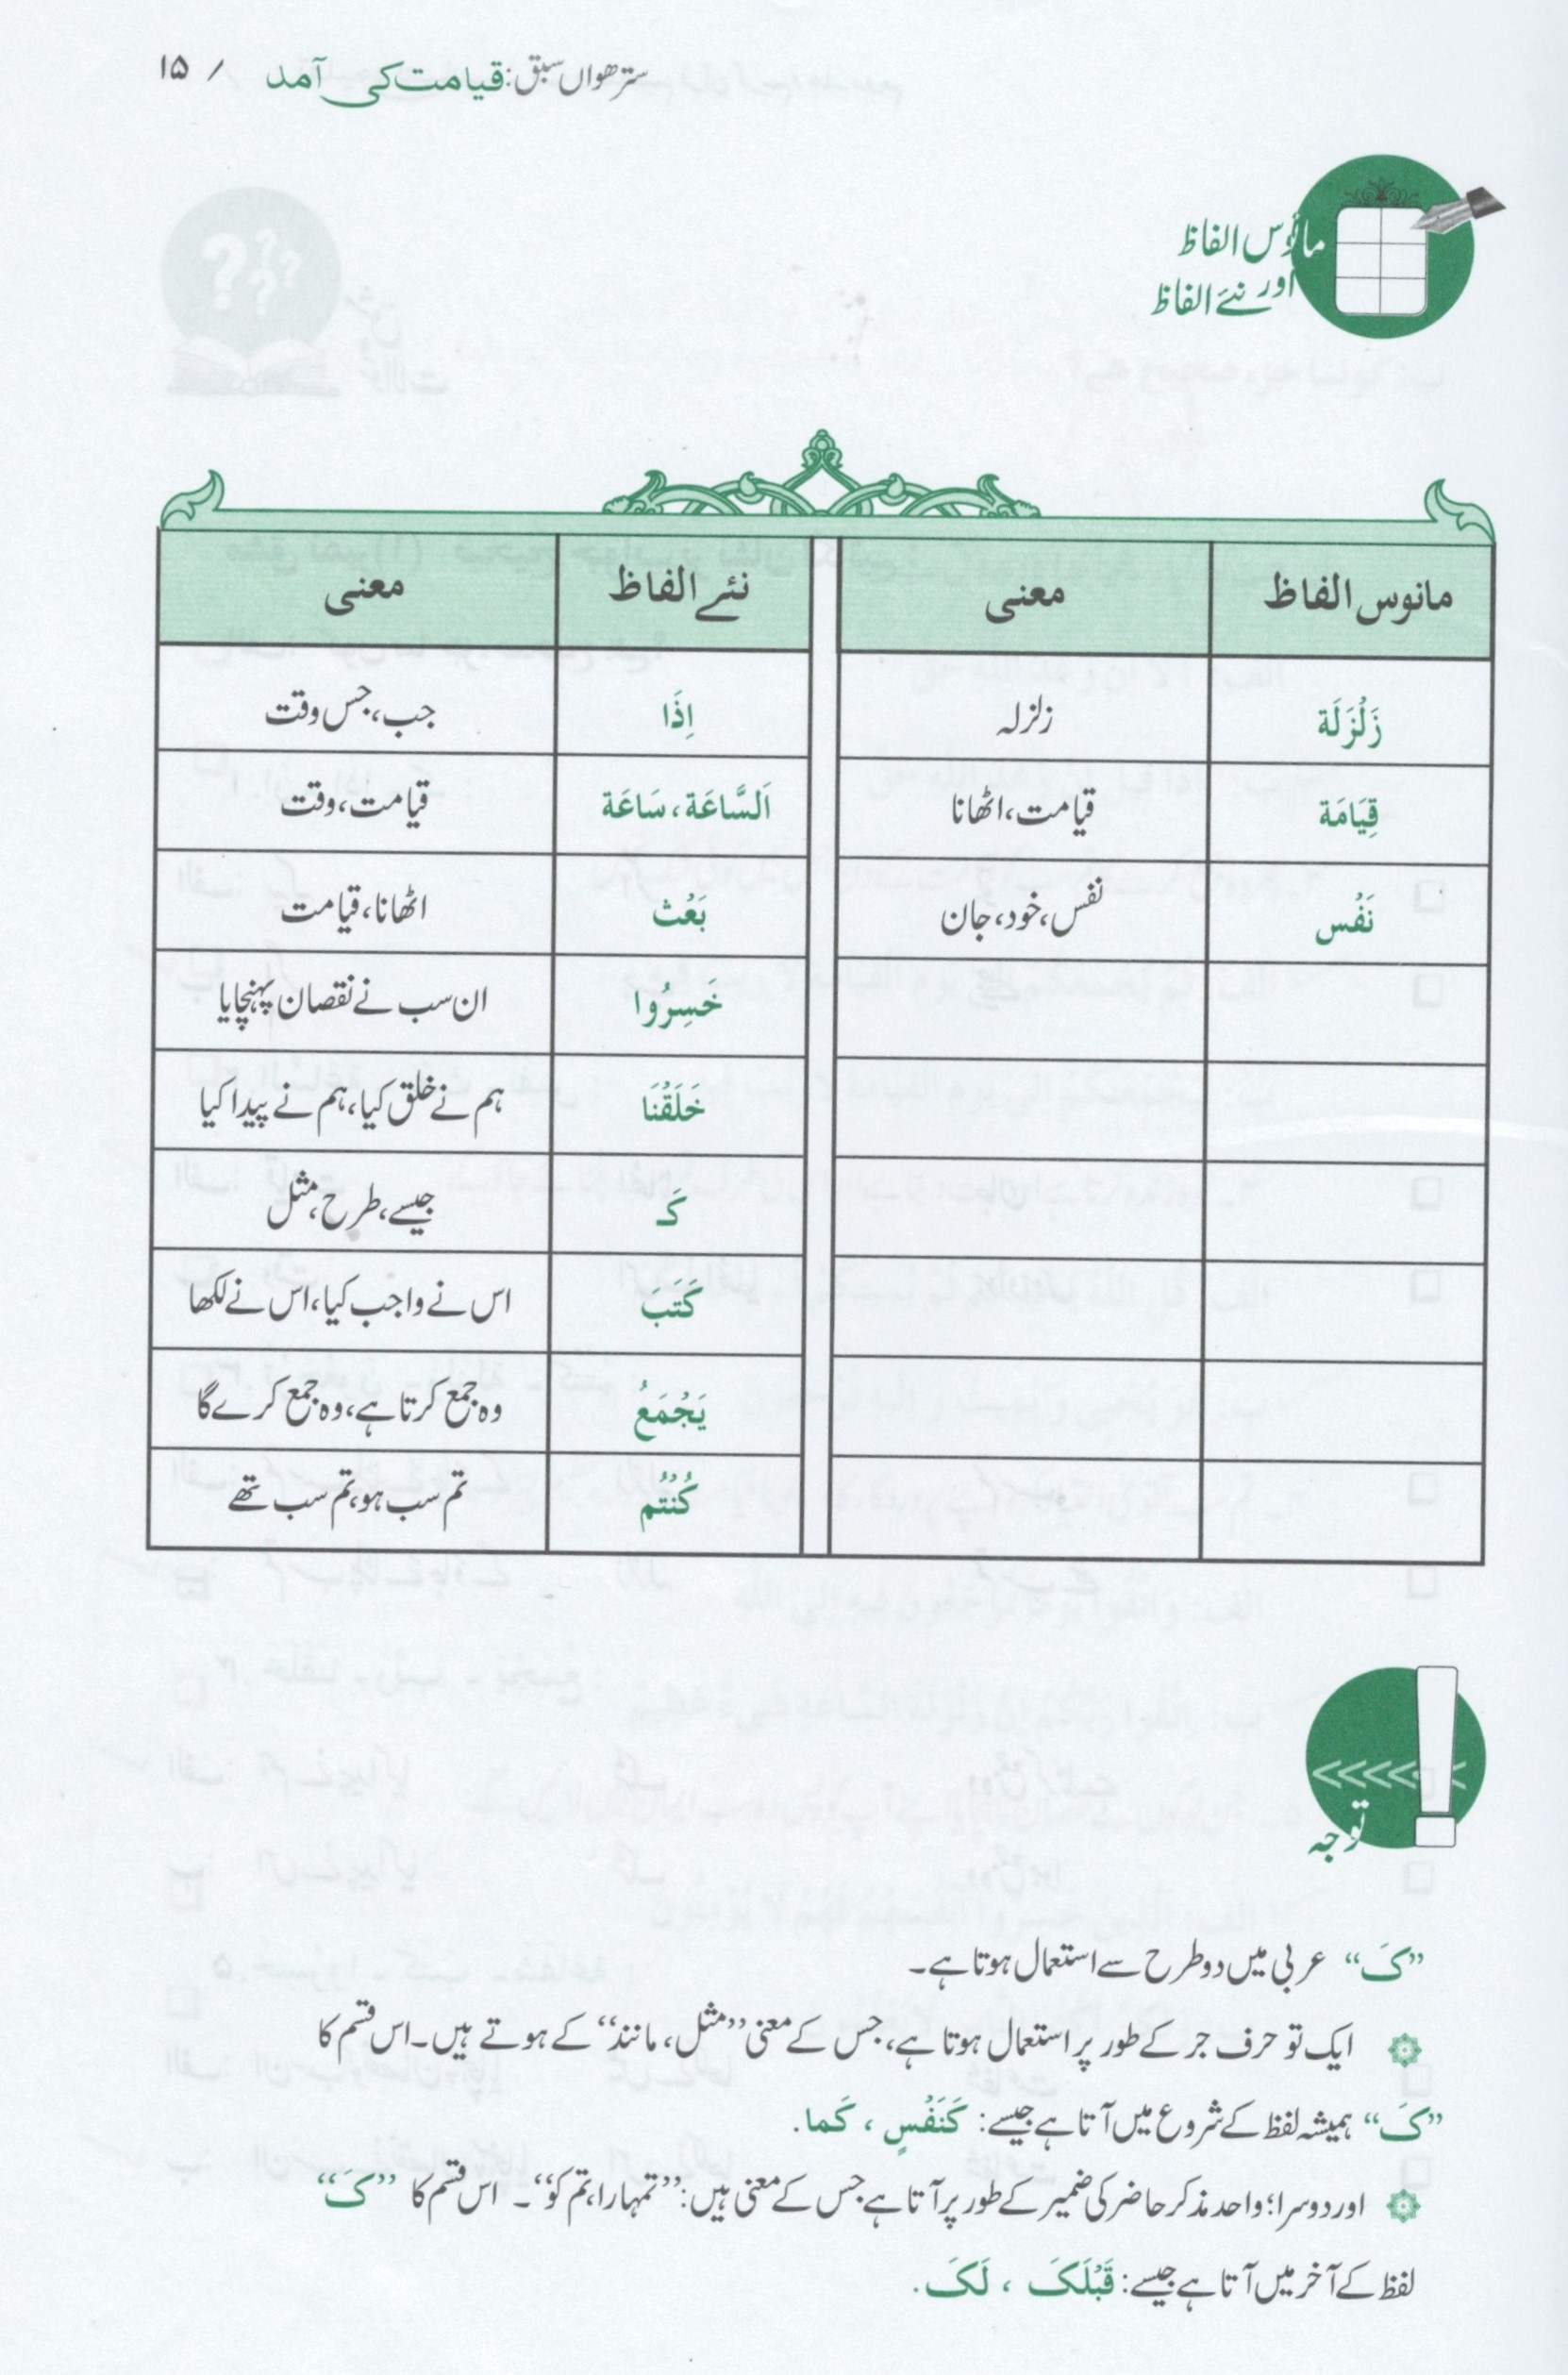 سترھواں سبق: قیامت کی آمد / ۱۵
مانوس الفاظ
اور نئے الفاظ
مانوس الفاظ معنی نئے الفاظ معنی
زَلْزَلَة زلزلہ اِذَا جب، جس وقت
قِيَامَة قیامت، اٹھانا اَلسَّاعَة، سَاعَة قیامت، وقت
نَفْس نفس، خود، جان بَعْث اٹھانا، قیامت
خَسِرُوا ان سب نے نقصان پہنچایا
خَلَقْنَا ہم نے خلق کیا، ہم نے پیدا کیا
كَـ جیسے، طرح، مثل
كَتَبَ اس نے واجب کیا، اس نے لکھا
يَجْمَعُ وہ جمع کرتا ہے، وہ جمع کرے گا
كُنْتُم تم سب ہو، تم سب تھے
توجہ
”کَ“ عربی میں دو طرح سے استعمال ہوتا ہے۔
ایک تو حرف جر کے طور پر استعمال ہوتا ہے، جس کے معنی ”مثل، مانند“ کے ہوتے ہیں۔ اس قسم کا
”کَ“ ہمیشہ لفظ کے شروع میں آتا ہے جیسے: كَنَفْسٍ ، كَما.
اور دوسرا؛ واحد مذکر حاضر کی ضمیر کے طور پر آتا ہے جس کے معنی ہیں: ”تمہارا، تم کو“۔ اس قسم کا ”کَ“
لفظ کے آخر میں آتا ہے جیسے: قَبْلَکَ ، لَکَ.